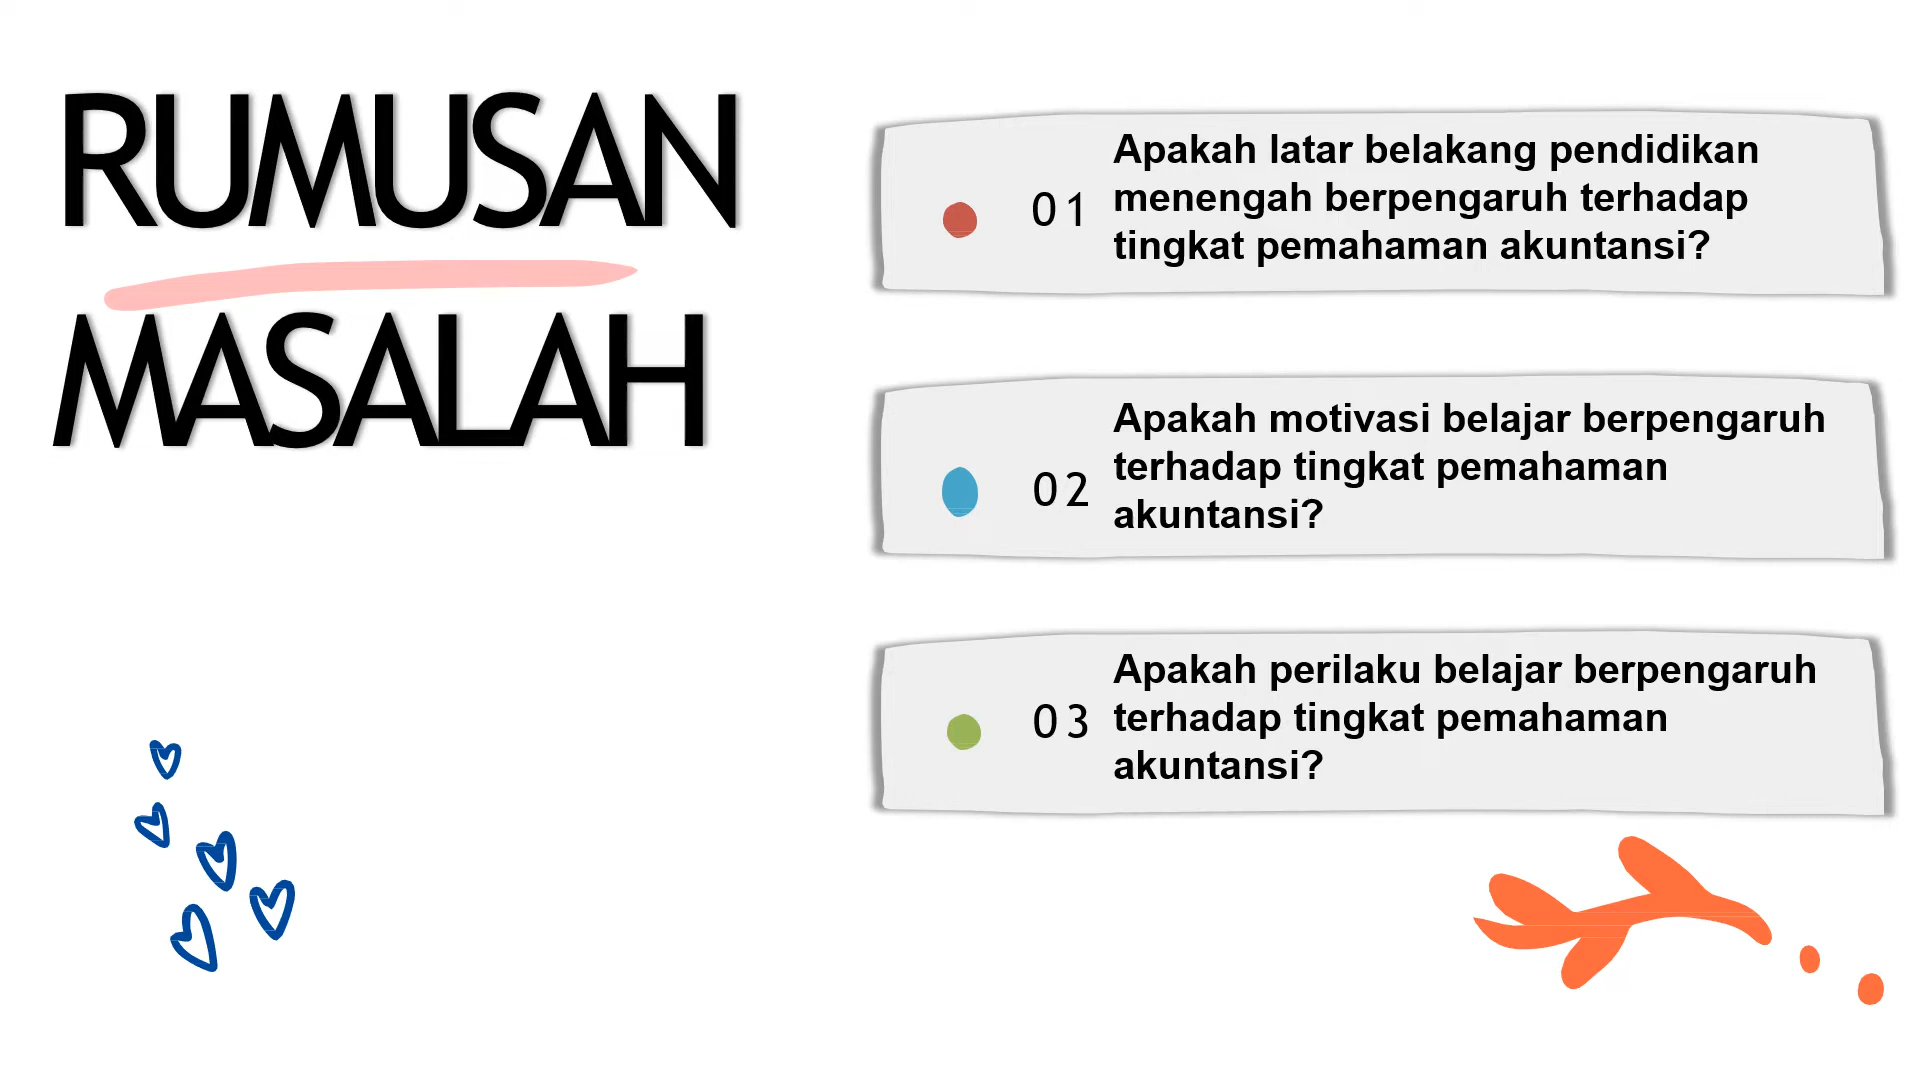 RUMUSAN
MASALAH
01
Apakah latar belakang pendidikan
menengah berpengaruh terhadap
tingkat pemahaman akuntansi?
02
Apakah motivasi belajar berpengaruh
terhadap tingkat pemahaman
akuntansi?
03
Apakah perilaku belajar berpengaruh
terhadap tingkat pemahaman
akuntansi?